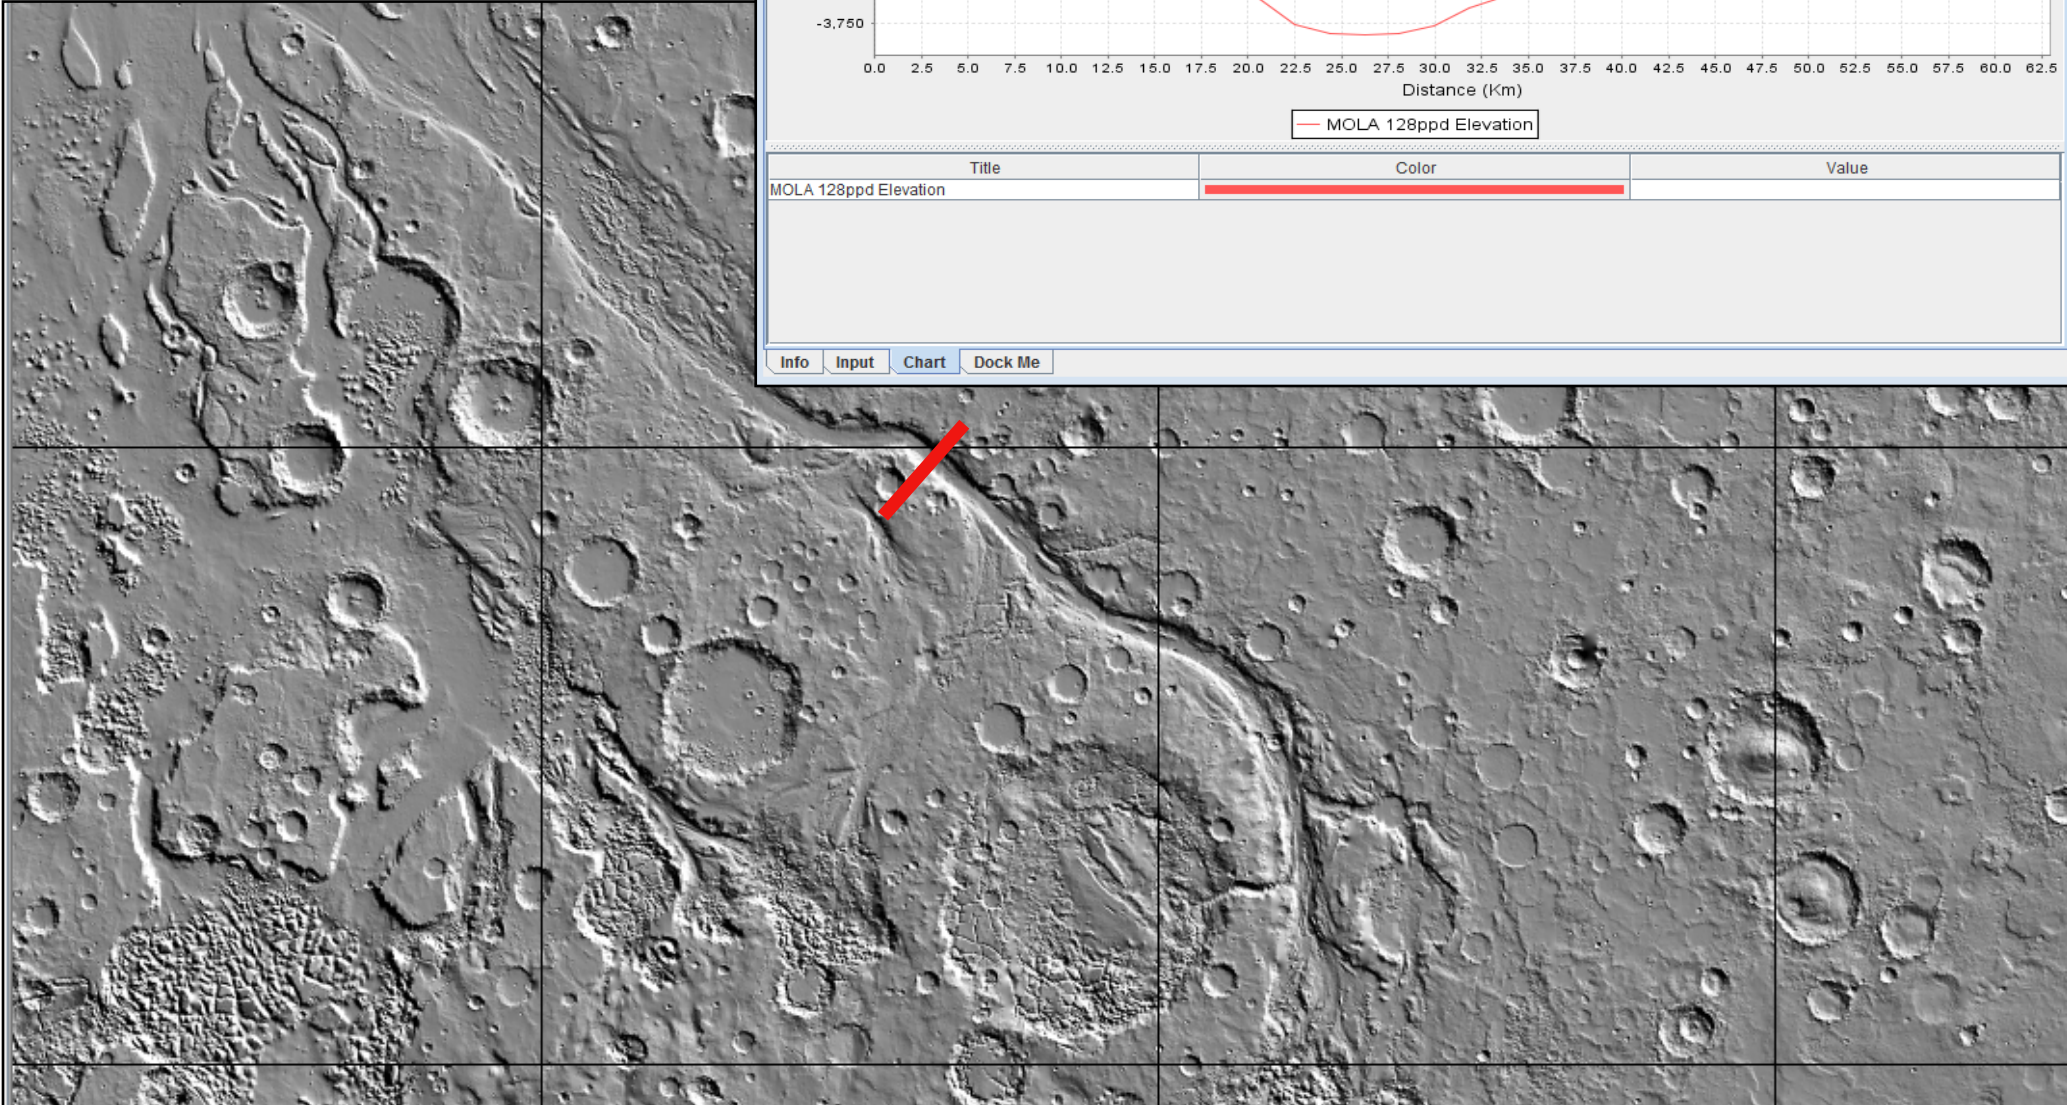 -3,750
0.0 2.5 5.0 7.5 10.0 12.5 15.0 17.5 20.0 22.5 25.0 27.5 30.0 32.5 35.0 37.5 40.0 42.5 45.0 47.5 50.0 52.5 55.0 57.5 60.0 62.5
Distance (Km)
MOLA 128ppd Elevation
Title Color Value
MOLA 128ppd Elevation
Info Input Chart Dock Me